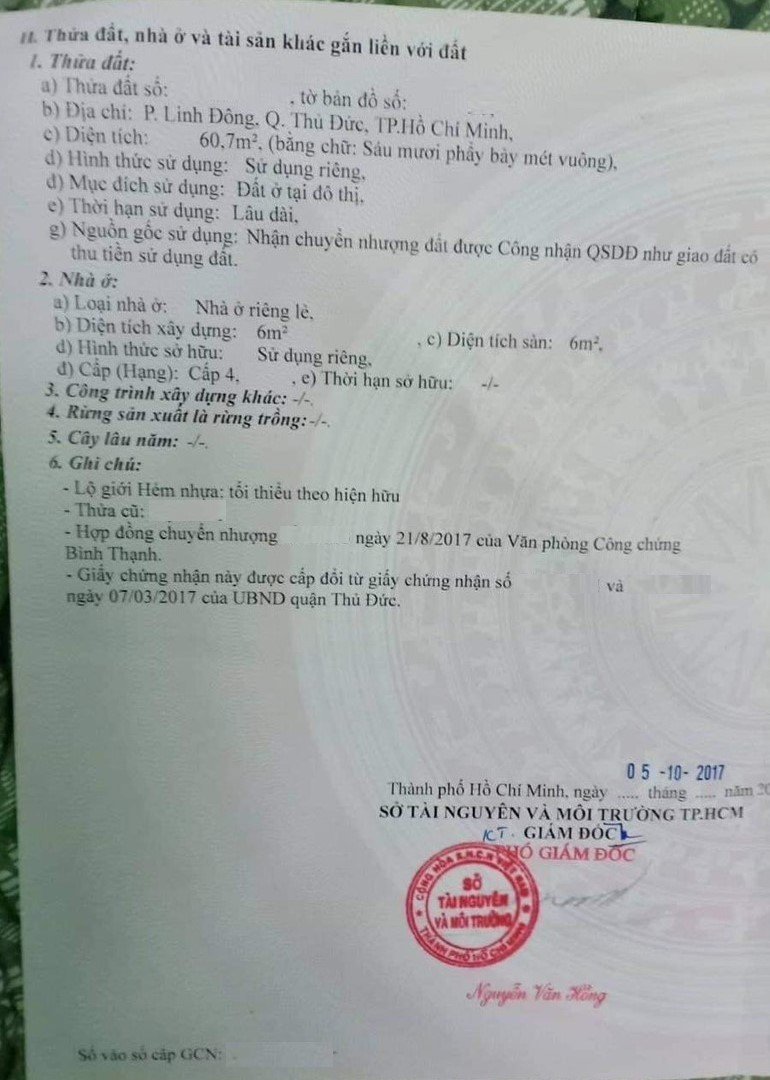 II. Thửa đất, nhà ở và tài sản khác gắn liền với đất
1. Thửa đất:
a) Thửa đất số: , tờ bản đồ số:
b) Địa chỉ: P. Linh Đông, Q. Thủ Đức, TP.Hồ Chí Minh,
c) Diện tích: 60,7m², (bằng chữ: Sáu mươi phẩy bảy mét vuông),
d) Hình thức sử dụng: Sử dụng riêng,
đ) Mục đích sử dụng: Đất ở tại đô thị,
e) Thời hạn sử dụng: Lâu dài,
g) Nguồn gốc sử dụng: Nhận chuyển nhượng đất được Công nhận QSDĐ như giao đất có
thu tiền sử dụng đất.
2. Nhà ở:
a) Loại nhà ở: Nhà ở riêng lẻ,
b) Diện tích xây dựng: 6m² , c) Diện tích sàn: 6m²,
d) Hình thức sở hữu: Sử dụng riêng,
đ) Cấp (Hạng): Cấp 4, , e) Thời hạn sở hữu: -/-
3. Công trình xây dựng khác: -/-.
4. Rừng sản xuất là rừng trồng: -/-.
5. Cây lâu năm: -/-.
6. Ghi chú:
- Lộ giới Hẻm nhựa: tối thiểu theo hiện hữu
- Thửa cũ:
- Hợp đồng chuyển nhượng ngày 21/8/2017 của Văn phòng Công chứng
Bình Thạnh.
- Giấy chứng nhận này được cấp đổi từ giấy chứng nhận số và
ngày 07/03/2017 của UBND quận Thủ Đức.
05 -10- 2017
Thành phố Hồ Chí Minh, ngày ..... tháng ..... năm 20
SỞ TÀI NGUYÊN VÀ MÔI TRƯỜNG TP.HCM
KT. GIÁM ĐỐC
PHÓ GIÁM ĐỐC
CỘNG HÒA X.H.C.N VIỆT NAM
SỞ
TÀI NGUYÊN
VÀ MÔI TRƯỜNG
THÀNH PHỐ HỒ CHÍ MINH
Nguyễn Văn Hồng
Số vào sổ cấp GCN: